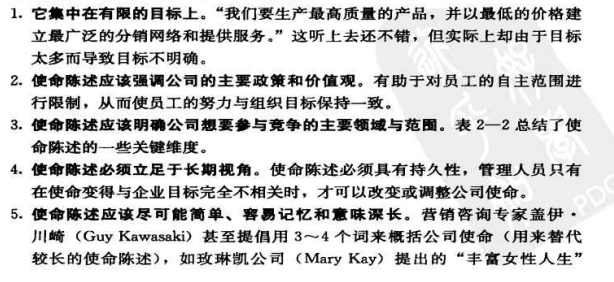 1. 它集中在有限的目标上。“我们要生产最高质量的产品，并以最低的价格建
立最广泛的分销网络和提供服务。”这听上去还不错，但实际上却由于目标
太多而导致目标不明确。
2. 使命陈述应该强调公司的主要政策和价值观。有助于对员工的自主范围进
行限制，从而使员工的努力与组织目标保持一致。
3. 使命陈述应该明确公司想要参与竞争的主要领域与范围。表 2—2 总结了使
命陈述的一些关键维度。
4. 使命陈述必须立足于长期视角。使命陈述必须具有持久性，管理人员只有
在使命变得与企业目标完全不相关时，才可以改变或调整公司使命。
5. 使命陈述应该尽可能简单、容易记忆和意味深长。营销咨询专家盖伊·
川崎（Guy Kawasaki）甚至提倡用 3～4 个词来概括公司使命（用来替代
较长的使命陈述），如玫琳凯公司（Mary Kay）提出的“丰富女性人生”